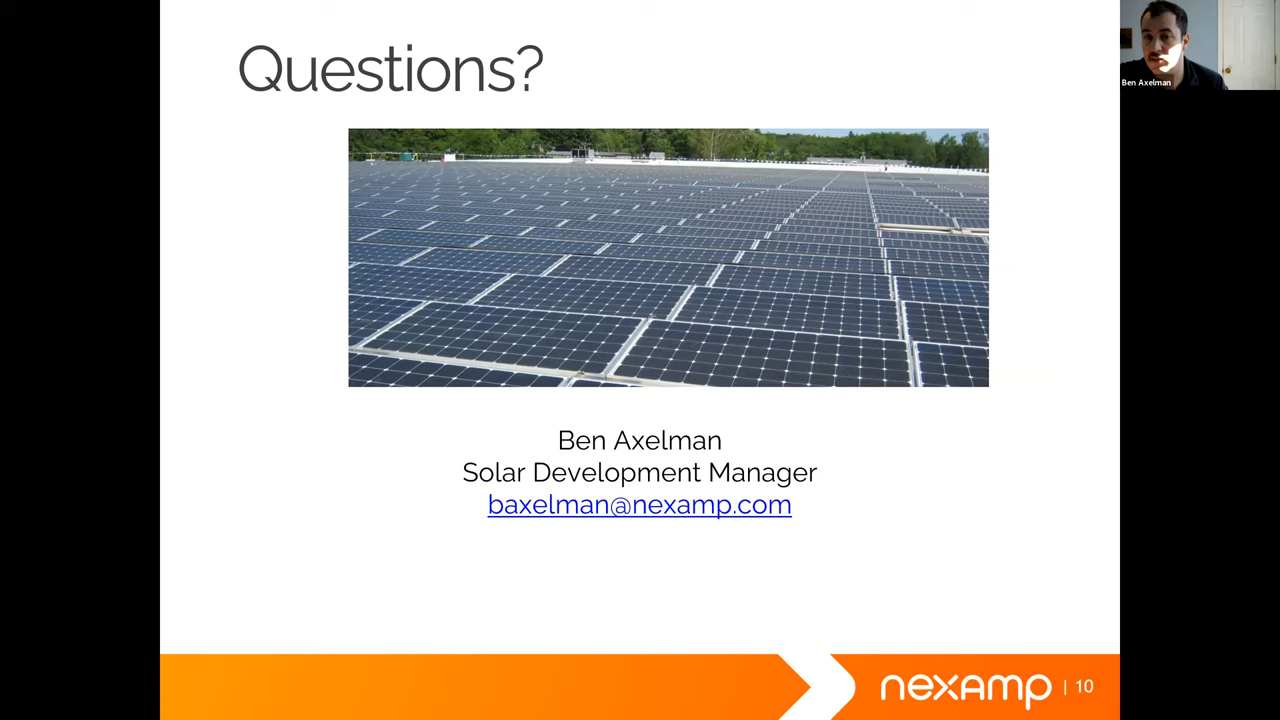 Questions?
Ben Axelman
Ben Axelman
Solar Development Manager
baxelman@nexamp.com
nexamp | 10